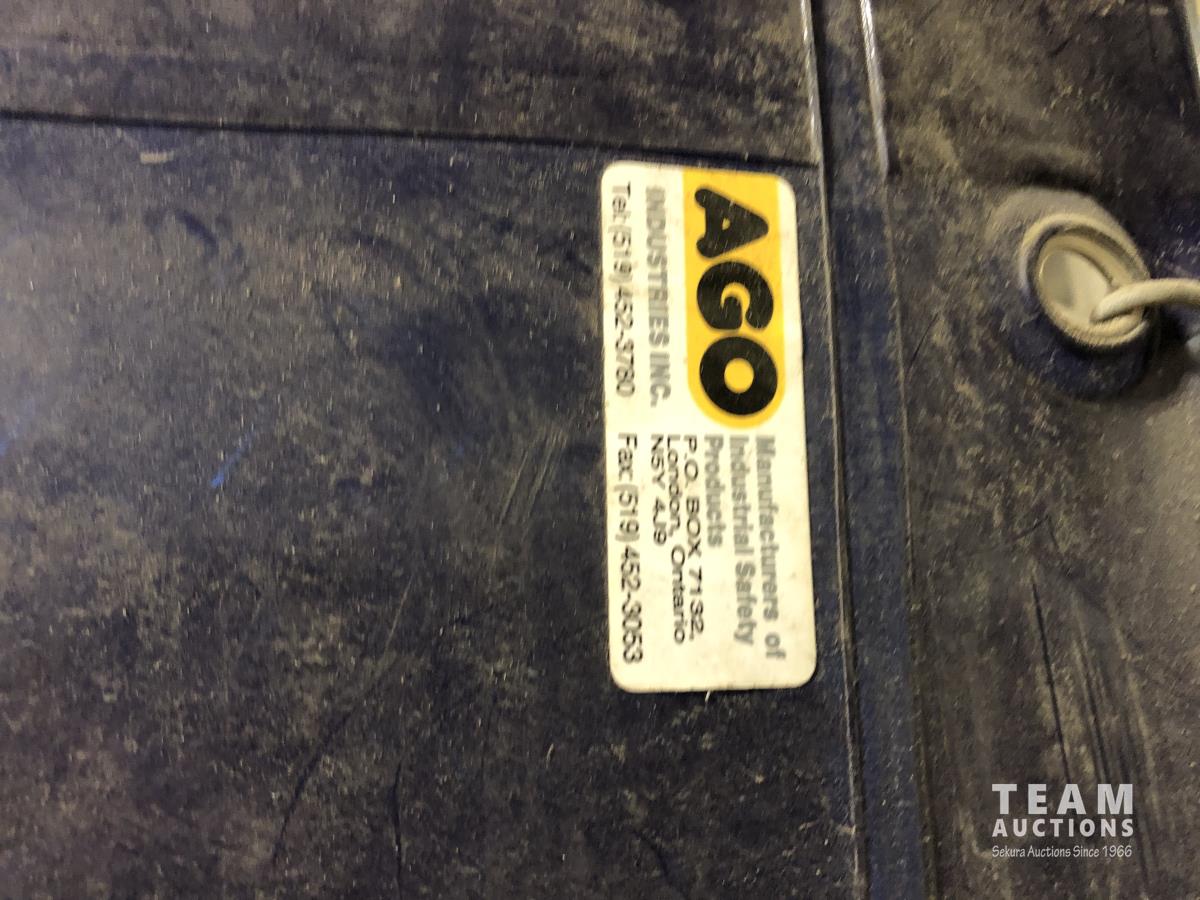 AGO
INDUSTRIES INC.
Tel: (519) 452-3780
Manufacturers of
Industrial Safety
Products
P.O. BOX 7132,
London, Ontario
N5Y 4J9
Fax: (519) 452-3053
TEAM
AUCTIONS
Sekura Auctions Since 1966